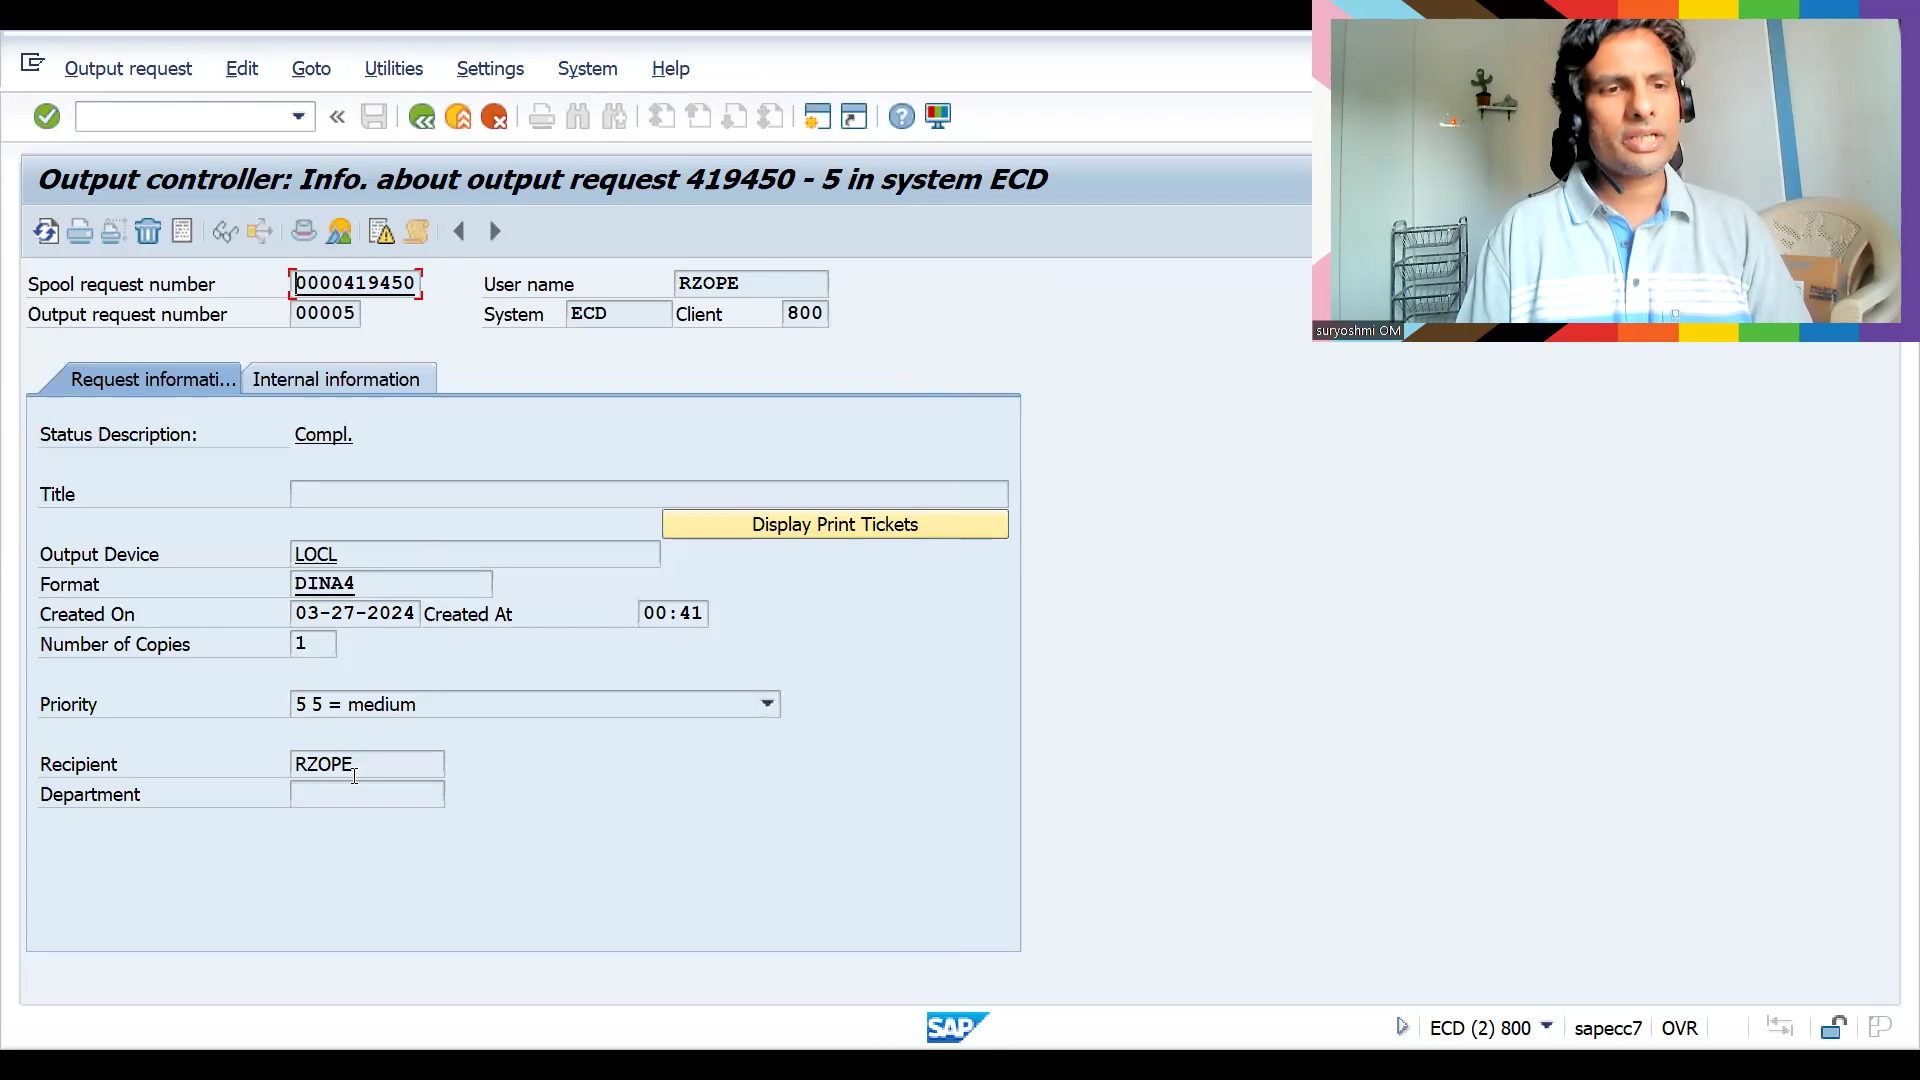 Output request Edit Goto Utilities Settings System Help
Output controller: Info. about output request 419450 - 5 in system ECD
Spool request number 0000419450 User name RZOPE
Output request number 00005 System ECD Client 800
Request informati... Internal information
Status Description: Compl.
Title
Display Print Tickets
Output Device LOCL
Format DINA4
Created On 03-27-2024 Created At 00:41
Number of Copies 1
Priority 5 5 = medium
Recipient RZOPE
Department
suryoshmi OM
SAP ECD (2) 800 sapecc7 OVR